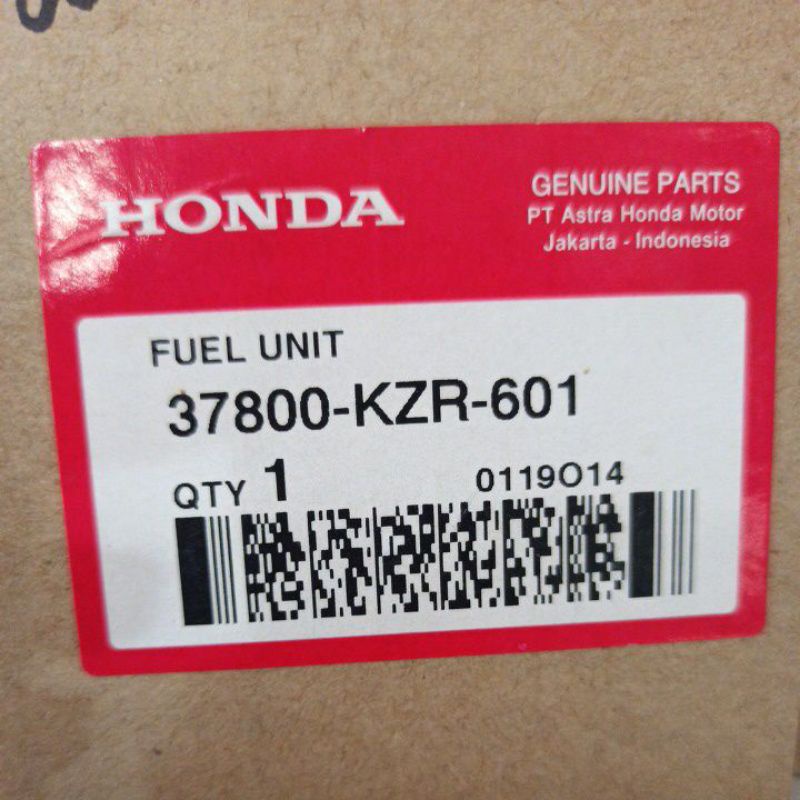 HONDA
GENUINE PARTS
PT Astra Honda Motor
Jakarta - Indonesia
FUEL UNIT
37800-KZR-601
QTY 1
0119O14